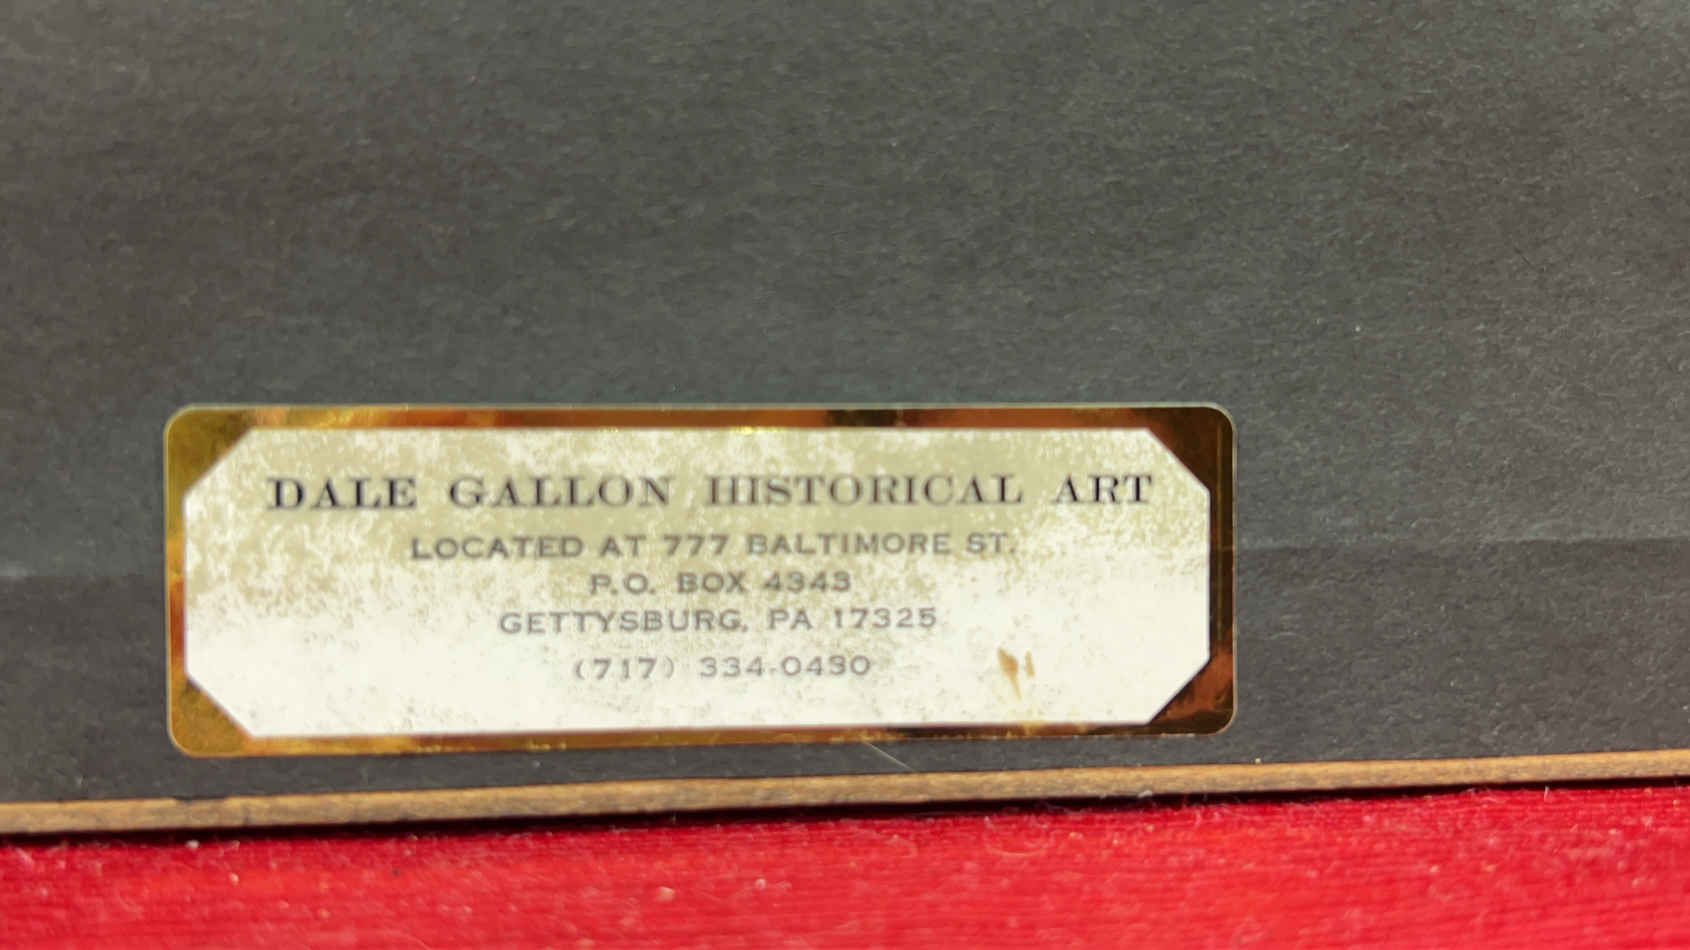 DALE GALLON HISTORICAL ART
LOCATED AT 777 BALTIMORE ST.
P.O. BOX 4343
GETTYSBURG, PA 17325
(717) 334-0430